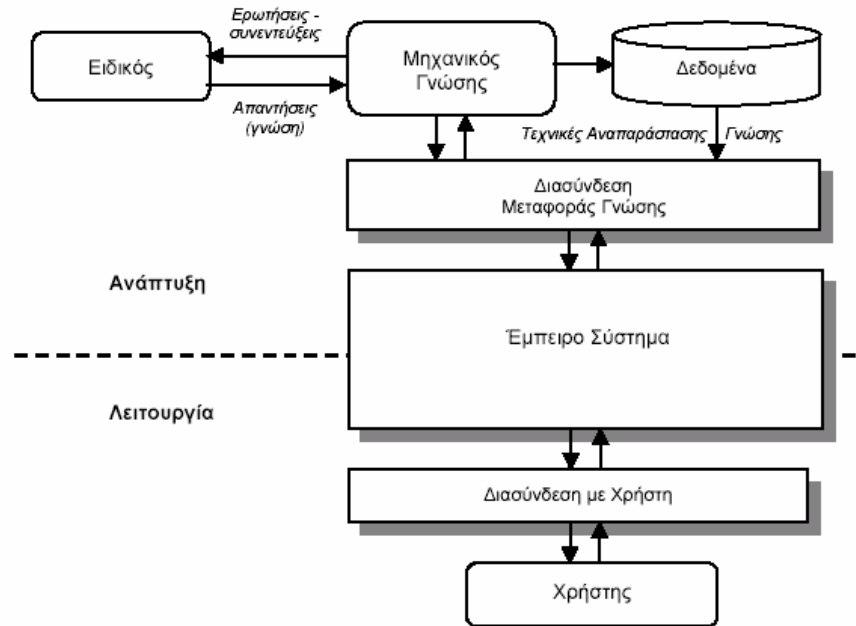 Ερωτήσεις -
συνεντεύξεις
Ειδικός
Μηχανικός
Γνώσης
Δεδομένα
Απαντήσεις
(γνώση)
Τεχνικές Αναπαράστασης Γνώσης
Διασύνδεση
Μεταφοράς Γνώσης
Ανάπτυξη
Έμπειρο Σύστημα
Λειτουργία
Διασύνδεση με Χρήστη
Χρήστης